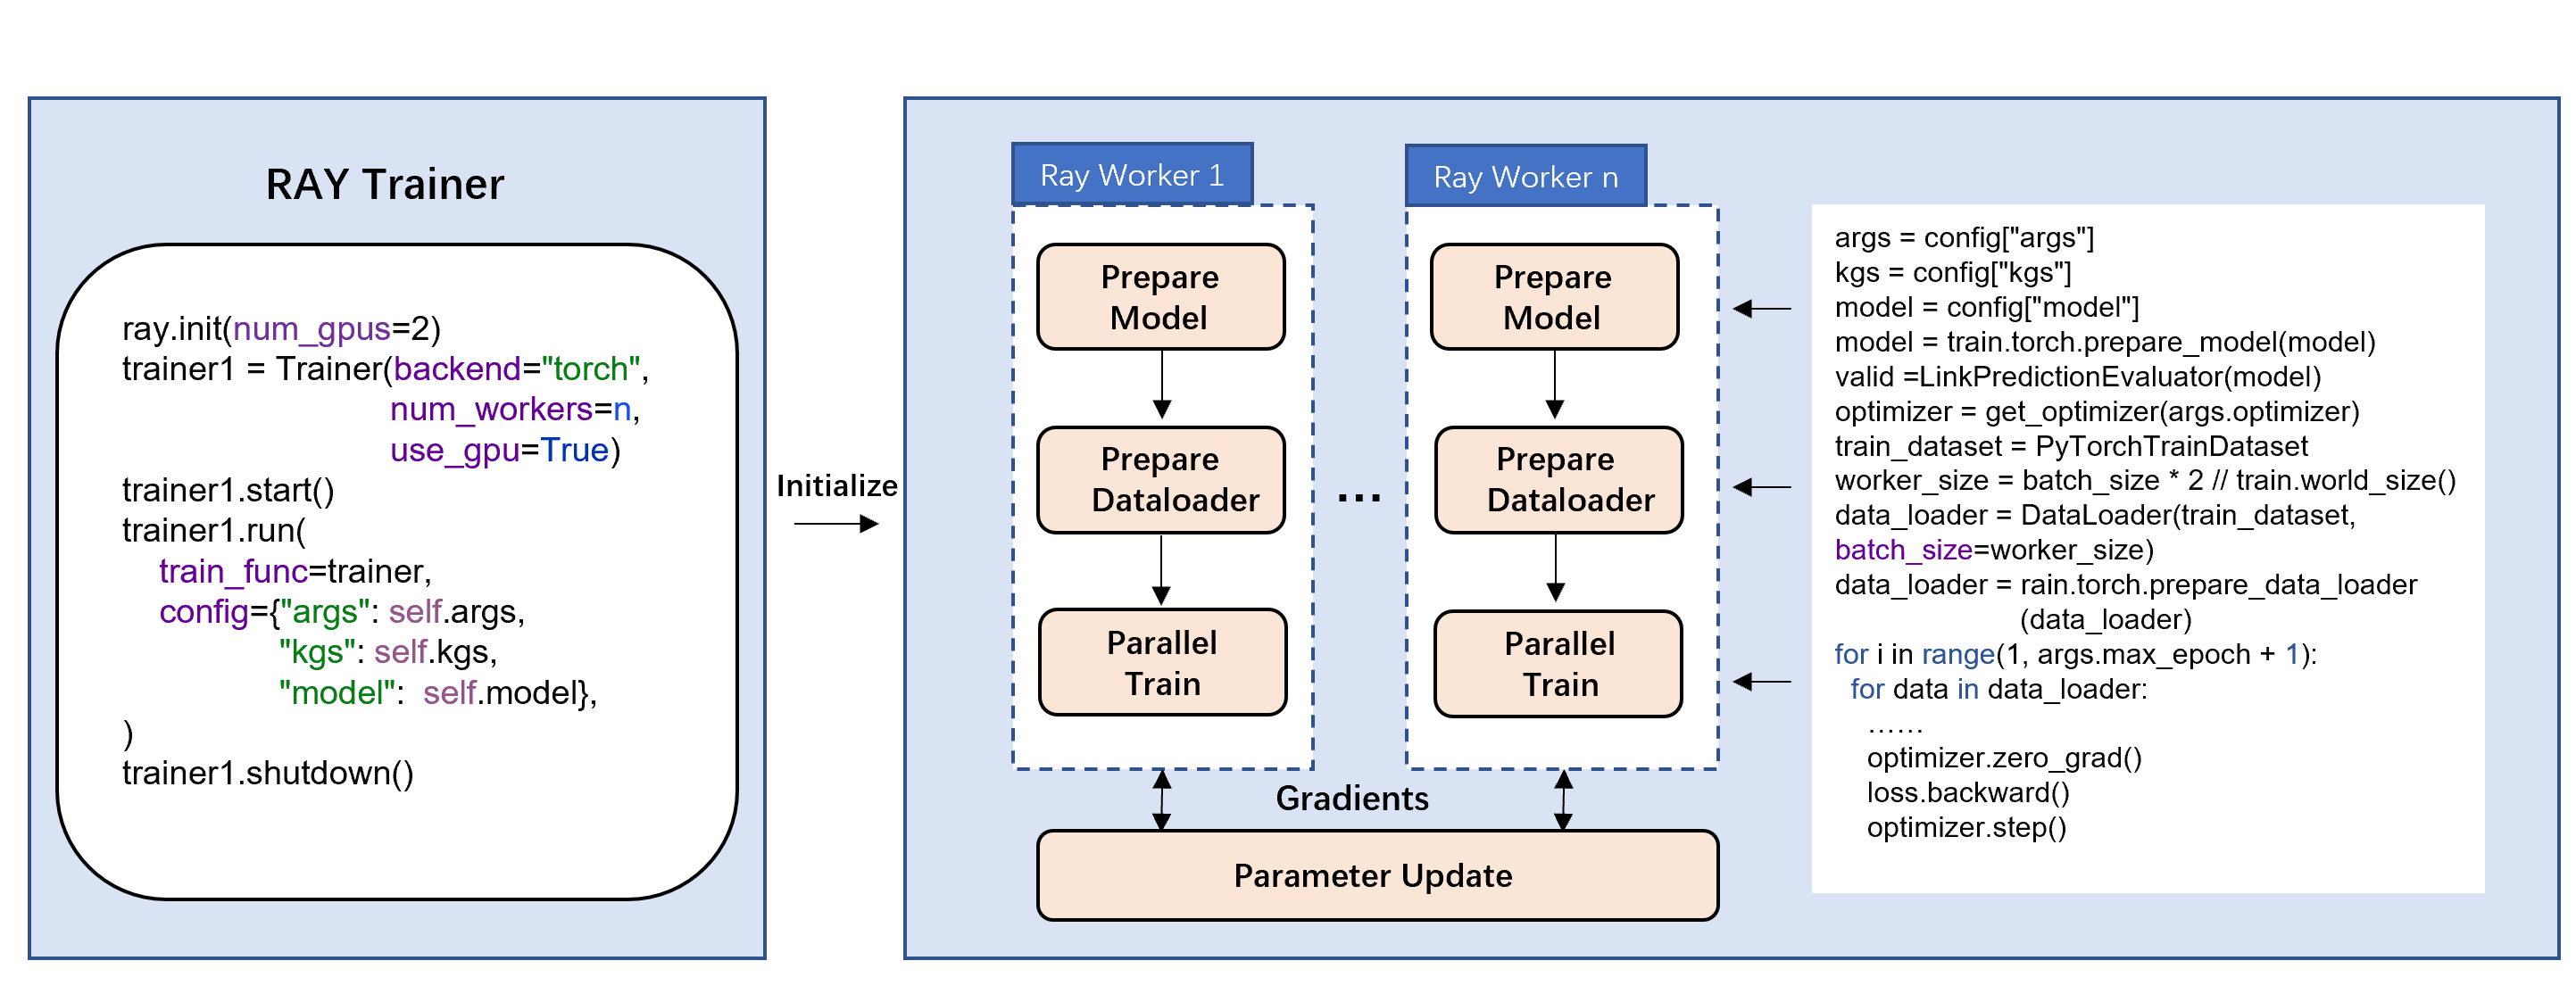 RAY Trainer
ray.init(num_gpus=2)
trainer1 = Trainer(backend="torch",
num_workers=n,
use_gpu=True)
trainer1.start()
trainer1.run(
train_func=trainer,
config={"args": self.args,
"kgs": self.kgs,
"model": self.model},
)
trainer1.shutdown()
Initialize
Ray Worker 1
Prepare
Model
Prepare
Dataloader
Parallel
Train
...
Ray Worker n
Prepare
Model
Prepare
Dataloader
Parallel
Train
Gradients
Parameter Update
args = config["args"]
kgs = config["kgs"]
model = config["model"]
model = train.torch.prepare_model(model)
valid =LinkPredictionEvaluator(model)
optimizer = get_optimizer(args.optimizer)
train_dataset = PyTorchTrainDataset
worker_size = batch_size * 2 // train.world_size()
data_loader = DataLoader(train_dataset,
batch_size=worker_size)
data_loader = rain.torch.prepare_data_loader
(data_loader)
for i in range(1, args.max_epoch + 1):
for data in data_loader:
……
optimizer.zero_grad()
loss.backward()
optimizer.step()